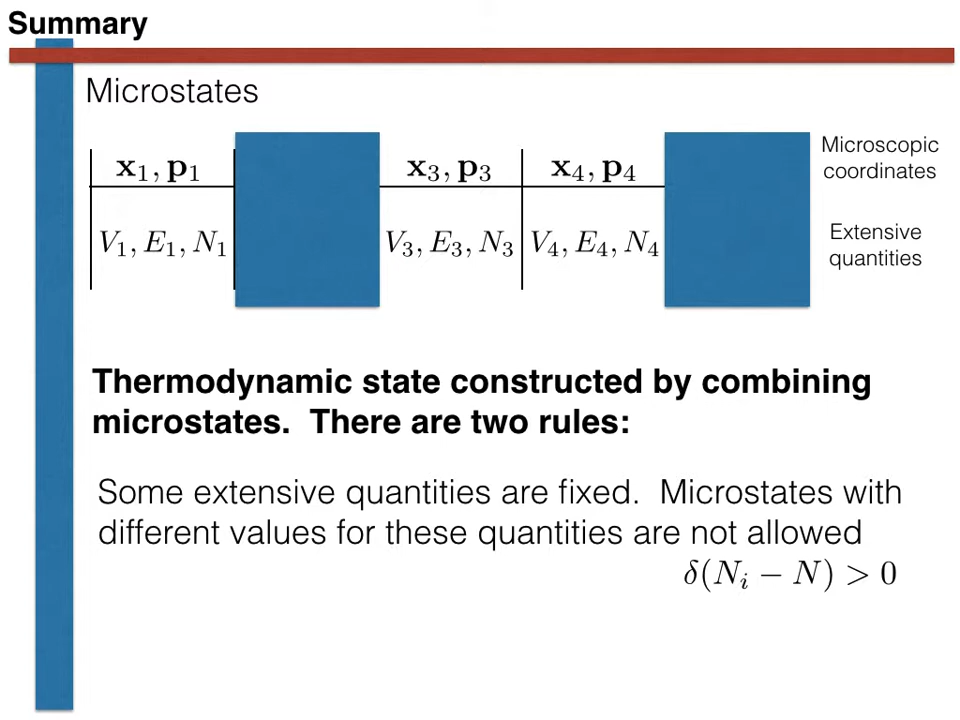 Summary
Microstates
x₁, p₁ x₃, p₃ x₄, p₄ Microscopic
coordinates
V₁, E₁, N₁ V₃, E₃, N₃ V₄, E₄, N₄ Extensive
quantities
Thermodynamic state constructed by combining
microstates. There are two rules:
Some extensive quantities are fixed. Microstates with
different values for these quantities are not allowed
δ(Nᵢ − N) > 0